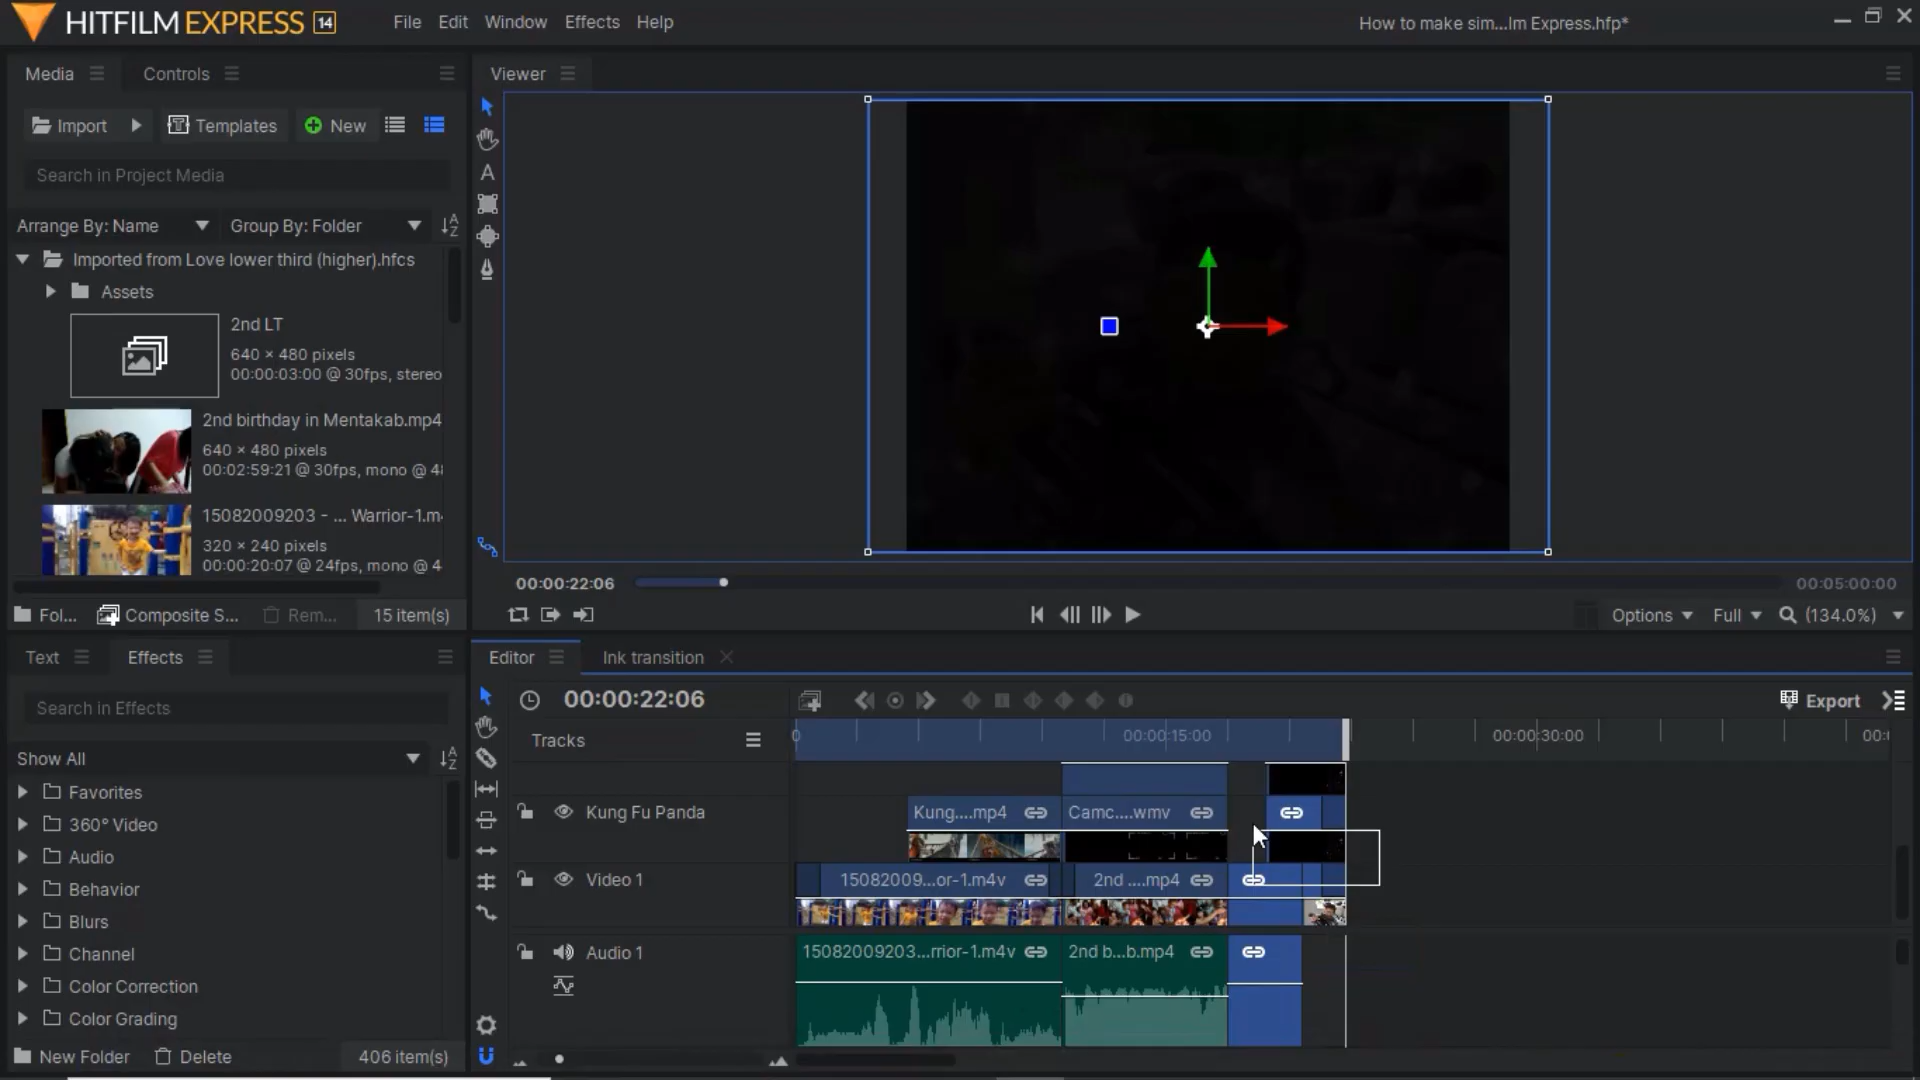 HITFILM EXPRESS 14
File Edit Window Effects Help
How to make sim...lm Express.hfp*
Media
Controls
Viewer
Import
Templates
New
Search in Project Media
Arrange By: Name
Group By: Folder
Imported from Love lower third (higher).hfcs
Assets
2nd LT
640 × 480 pixels
00:00:03:00 @ 30fps, stereo
2nd birthday in Mentakab.mp4
640 × 480 pixels
00:02:59:21 @ 30fps, mono @ 4
15082009203 - ... Warrior-1.m
320 × 240 pixels
00:00:20:07 @ 24fps, mono @ 4
Fol...
Composite S...
Rem...
15 item(s)
00:00:22:06
00:05:00:00
Options
Full
(134.0%)
Text
Effects
Search in Effects
Show All
Favorites
360° Video
Audio
Behavior
Blurs
Channel
Color Correction
Color Grading
New Folder
Delete
406 item(s)
Editor
Ink transition
00:00:22:06
Export
Tracks
0
00:00:15:00
00:00:30:00
00:
Kung Fu Panda
Kung....mp4
Camc....wmv
Video 1
15082009...or-1.m4v
2nd ....mp4
Audio 1
15082009203...rrior-1.m4v
2nd b...b.mp4